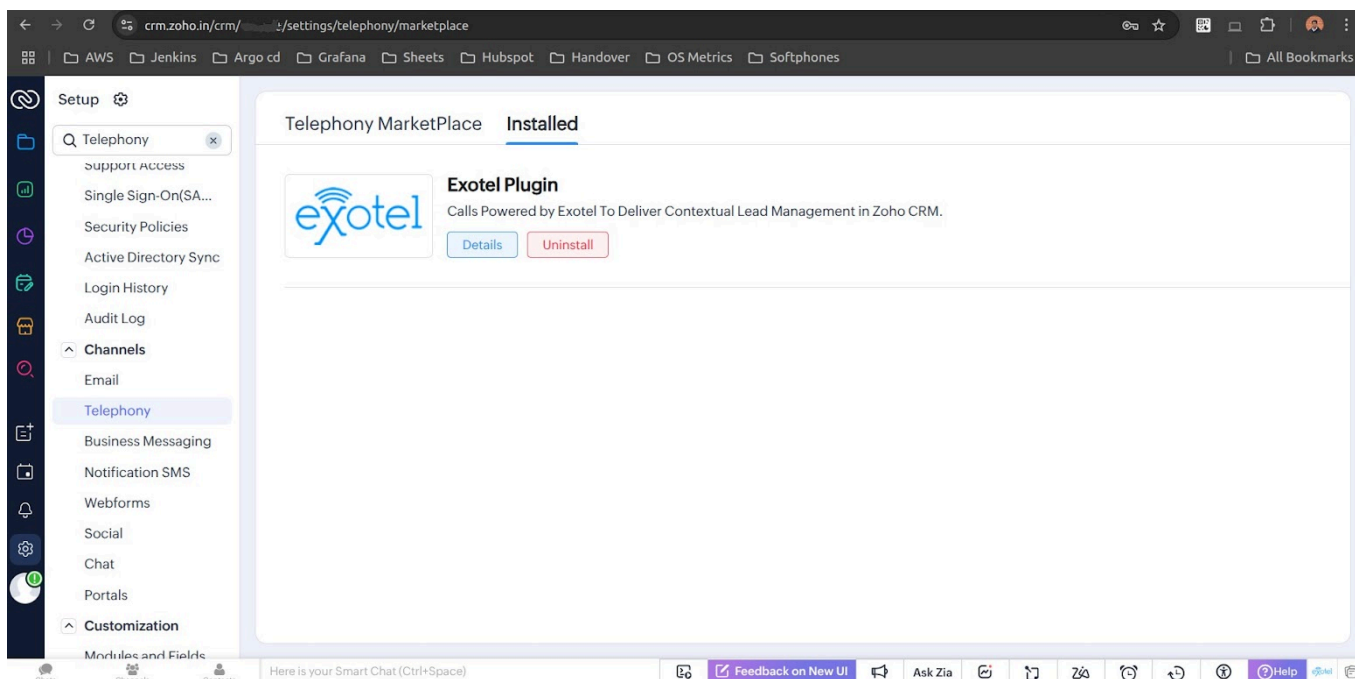 crm.zoho.in/crm/ /settings/telephony/marketplace
AWS Jenkins Argo cd Grafana Sheets Hubspot Handover OS Metrics Softphones All Bookmarks
Setup
Telephony
Support Access
Single Sign-On(SA...
Security Policies
Active Directory Sync
Login History
Audit Log
Channels
Email
Telephony
Business Messaging
Notification SMS
Webforms
Social
Chat
Portals
Customization
Modules and Fields
Telephony MarketPlace Installed
exotel
Exotel Plugin
Calls Powered by Exotel To Deliver Contextual Lead Management in Zoho CRM.
Details Uninstall
Here is your Smart Chat (Ctrl+Space)
Feedback on New UI Ask Zia Help exotel